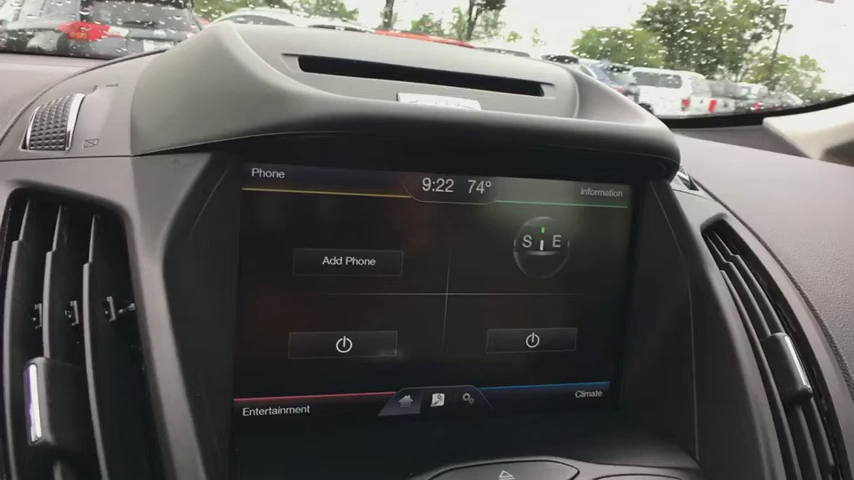 Phone
9:22 74°
Information
S E
Add Phone
Entertainment
Climate